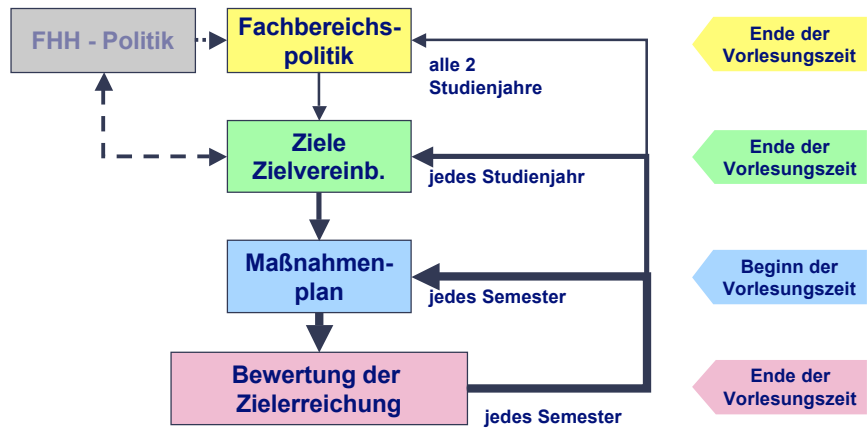 FHH - Politik
Fachbereichs-
politik
Ende der
Vorlesungszeit
alle 2
Studienjahre
Ziele
Zielvereinb.
Ende der
Vorlesungszeit
jedes Studienjahr
Maßnahmen-
plan
Beginn der
Vorlesungszeit
jedes Semester
Bewertung der
Zielerreichung
Ende der
Vorlesungszeit
jedes Semester